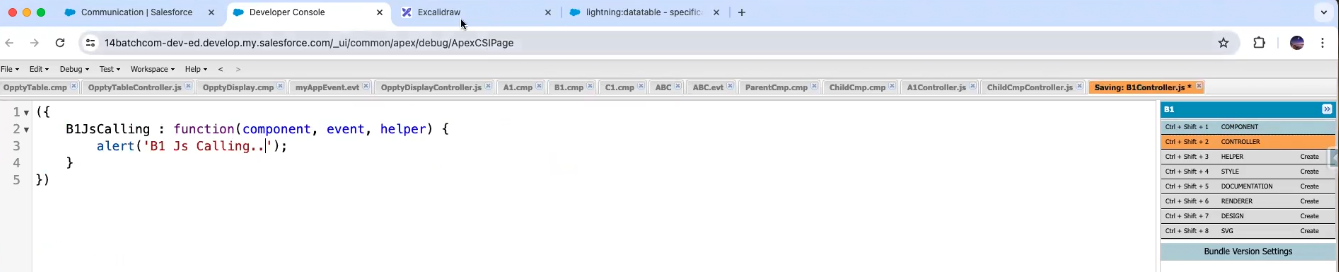 Communication | Salesforce
Developer Console
Excalidraw
lightning:datatable - specific
14batchcom-dev-ed.develop.my.salesforce.com/_ui/common/apex/debug/ApexCSIPage
File Edit Debug Test Workspace Help < >
OpptyTable.cmp OpptyTableController.js OpptyDisplay.cmp myAppEvent.evt OpptyDisplayController.js A1.cmp B1.cmp C1.cmp ABC ABC.evt ParentCmp.cmp ChildCmp.cmp A1Controller.js ChildCmpController.js Saving: B1Controller.js *
1 ({
2 B1JsCalling : function(component, event, helper) {
3 alert('B1 Js Calling..');
4 }
5 })
B1
Ctrl + Shift + 1 COMPONENT
Ctrl + Shift + 2 CONTROLLER
Ctrl + Shift + 3 HELPER Create
Ctrl + Shift + 4 STYLE Create
Ctrl + Shift + 5 DOCUMENTATION Create
Ctrl + Shift + 6 RENDERER Create
Ctrl + Shift + 7 DESIGN Create
Ctrl + Shift + 8 SVG Create
Bundle Version Settings